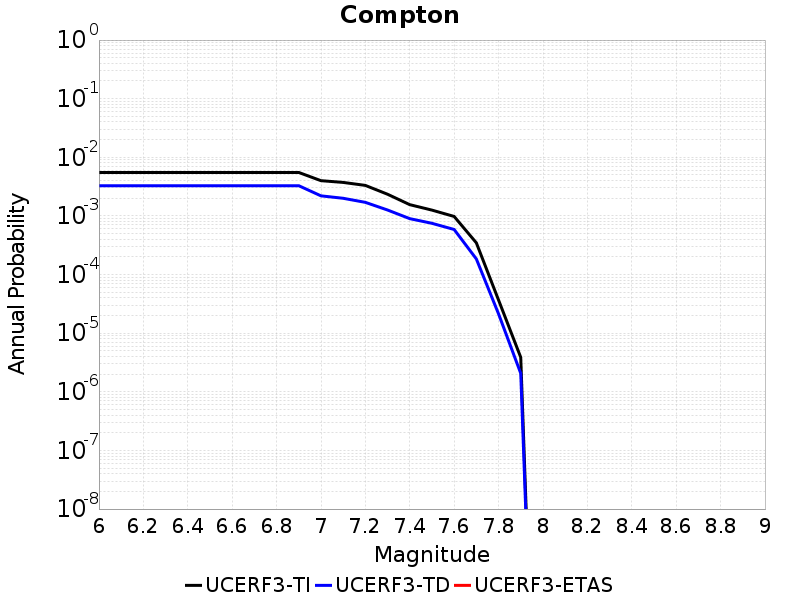 Compton
10^0
10^-1
10^-2
10^-3
10^-4
10^-5
10^-6
10^-7
10^-8
Annual Probability
6 6.2 6.4 6.6 6.8 7 7.2 7.4 7.6 7.8 8 8.2 8.4 8.6 8.8 9
Magnitude
UCERF3-TI UCERF3-TD UCERF3-ETAS